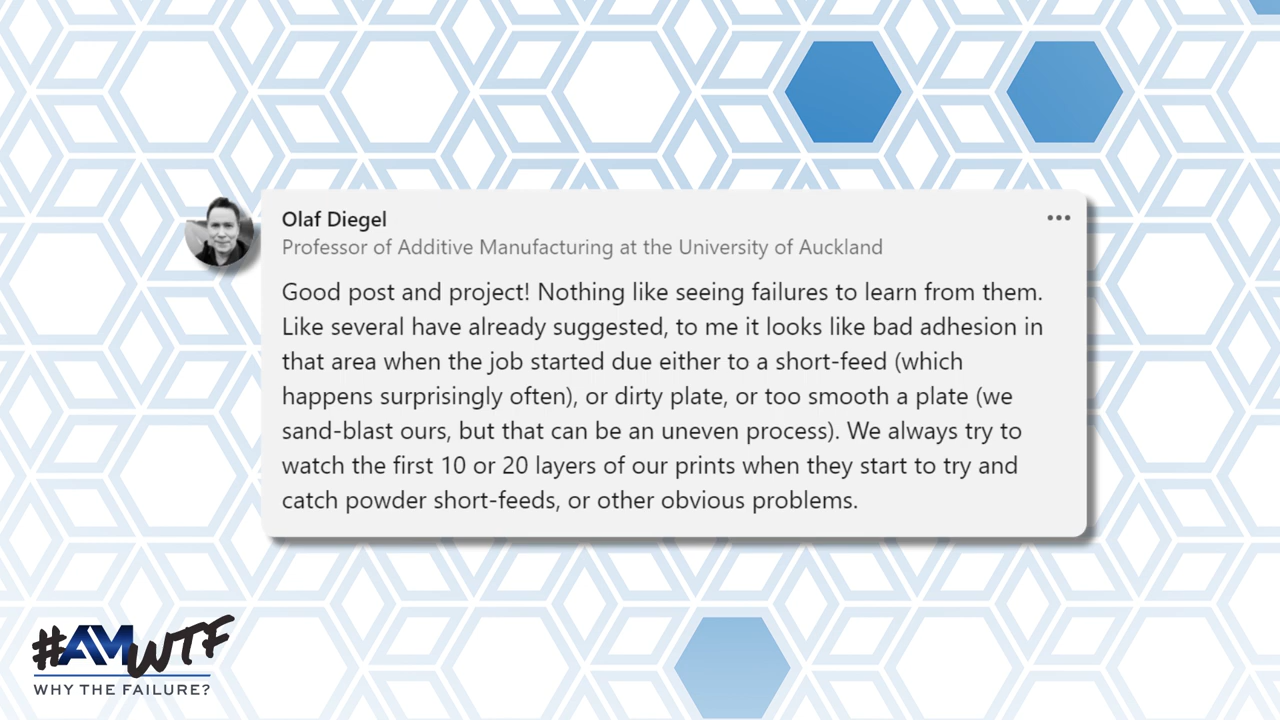 Olaf Diegel
Professor of Additive Manufacturing at the University of Auckland
Good post and project! Nothing like seeing failures to learn from them.
Like several have already suggested, to me it looks like bad adhesion in
that area when the job started due either to a short-feed (which
happens surprisingly often), or dirty plate, or too smooth a plate (we
sand-blast ours, but that can be an uneven process). We always try to
watch the first 10 or 20 layers of our prints when they start to try and
catch powder short-feeds, or other obvious problems.
#AMWTF
WHY THE FAILURE?